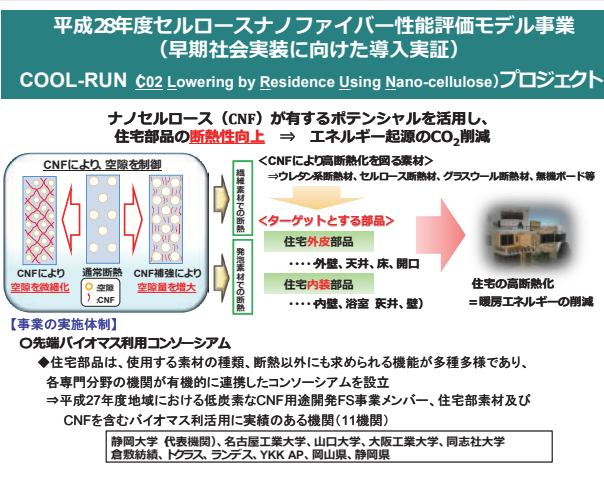 平成28年度セルロースナノファイバー性能評価モデル事業
（早期社会実装に向けた導入実証）
COOL-RUN （CO2 Lowering by Residence Using Nano-cellulose）プロジェクト
ナノセルロース（CNF）が有するポテンシャルを活用し、
住宅部品の断熱性向上　⇒　エネルギー起源のCO2削減
CNFにより、空隙を制御
CNFにより
空隙を微細化
通常断熱
:空隙
:CNF
CNF補強により
空隙量を増大
繊維素材での断熱
発泡素材での断熱
＜CNFにより高断熱化を図る素材＞
⇒ウレタン系断熱材、セルロース断熱材、グラスウール断熱材、無機ボード等
＜ターゲットとする部品＞
住宅外皮部品
・・・・・外壁、天井、床、開口
住宅内装部品
・・・・・内壁、浴室（天井、壁）
住宅の高断熱化
＝暖房エネルギーの削減
【事業の実施体制】
○先端バイオマス利用コンソーシアム
◆住宅部品は、使用する素材の種類、断熱以外にも求められる機能が多種多様であり、
各専門分野の機関が有機的に連携したコンソーシアムを設立
⇒平成27年度地域における低炭素なCNF用途開発FS事業メンバー、住宅部素材及び
CNFを含むバイオマス利活用に実績のある機関（11機関）
静岡大学（代表機関）、名古屋工業大学、山口大学、大阪工業大学、同志社大学
倉敷紡績、トクラス、ランデス、YKK AP、岡山県、静岡県